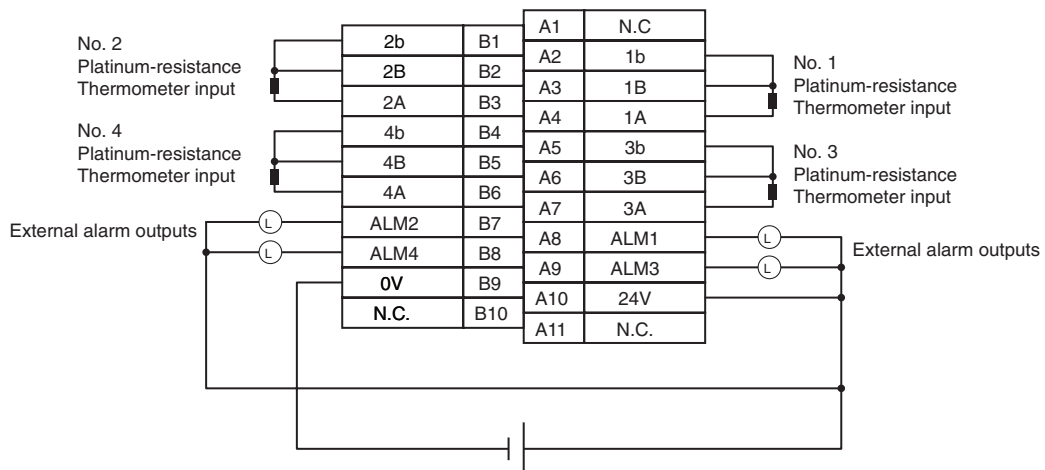 No. 2
Platinum-resistance
Thermometer input
No. 4
Platinum-resistance
Thermometer input
External alarm outputs
2b B1
2B B2
2A B3
4b B4
4B B5
4A B6
ALM2 B7
ALM4 B8
0V B9
N.C. B10
L
L
A1 N.C
A2 1b
A3 1B
A4 1A
A5 3b
A6 3B
A7 3A
A8 ALM1
A9 ALM3
A10 24V
A11 N.C.
L
L
No. 1
Platinum-resistance
Thermometer input
No. 3
Platinum-resistance
Thermometer input
External alarm outputs